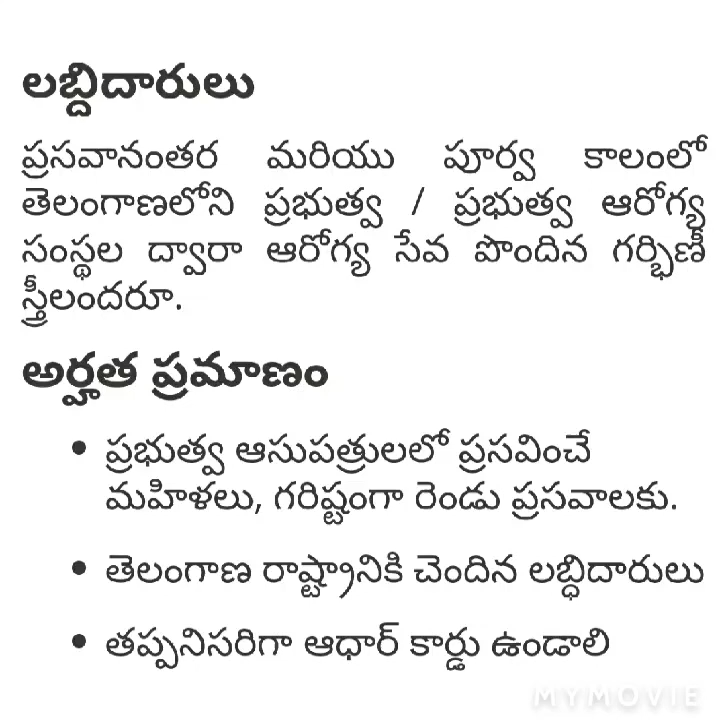 లబ్దిదారులు
ప్రసవానంతర మరియు పూర్వ కాలంలో
తెలంగాణలోని ప్రభుత్వ / ప్రభుత్వ ఆరోగ్య
సంస్థల ద్వారా ఆరోగ్య సేవ పొందిన గర్భిణీ
స్త్రీలందరూ.
అర్హత ప్రమాణం
• ప్రభుత్వ ఆసుపత్రులలో ప్రసవించే
మహిళలు, గరిష్టంగా రెండు ప్రసవాలకు.
• తెలంగాణ రాష్ట్రానికి చెందిన లబ్ధిదారులు
• తప్పనిసరిగా ఆధార్ కార్డు ఉండాలి
MYMOVIE